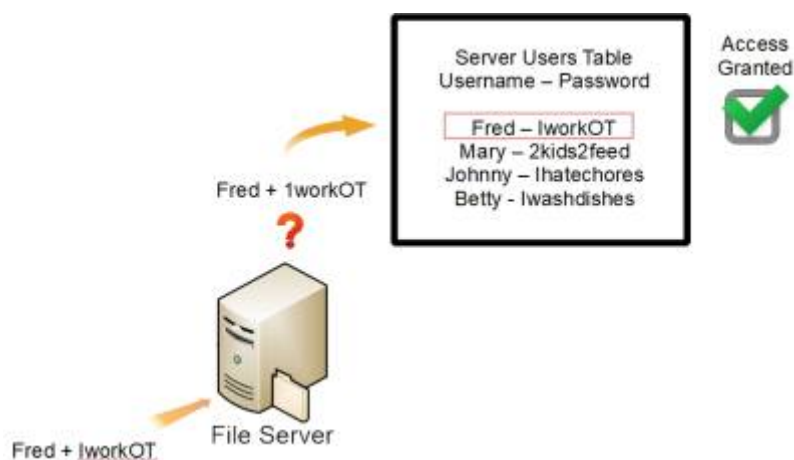 Server Users Table
Username – Password
Fred – IworkOT
Mary – 2kids2feed
Johnny – Ihatechores
Betty - Iwashdishes
Access
Granted
Fred + 1workOT
?
File Server
Fred + IworkOT